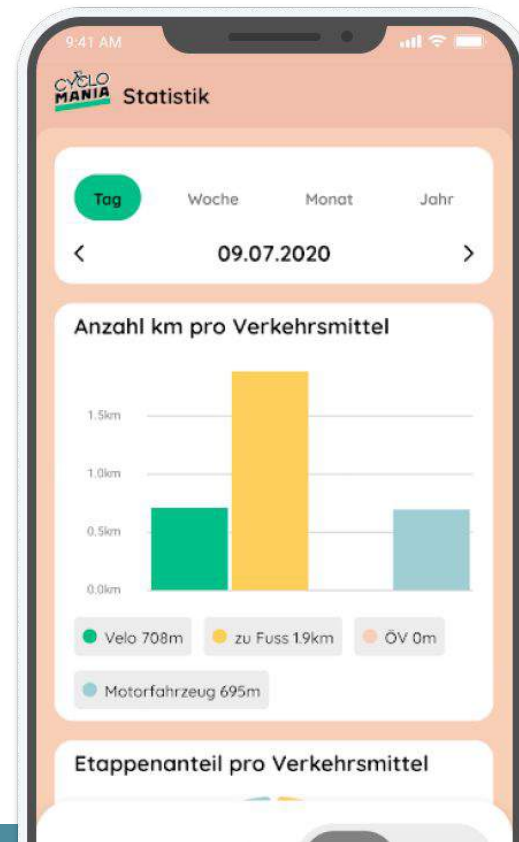 9:41 AM
CYCLO
MANIA Statistik
Tag Woche Monat Jahr
< 09.07.2020 >
Anzahl km pro Verkehrsmittel
1.5km
1.0km
0.5km
0.0km
Velo 708m zu Fuss 1.9km ÖV 0m
Motorfahrzeug 695m
Etappenanteil pro Verkehrsmittel